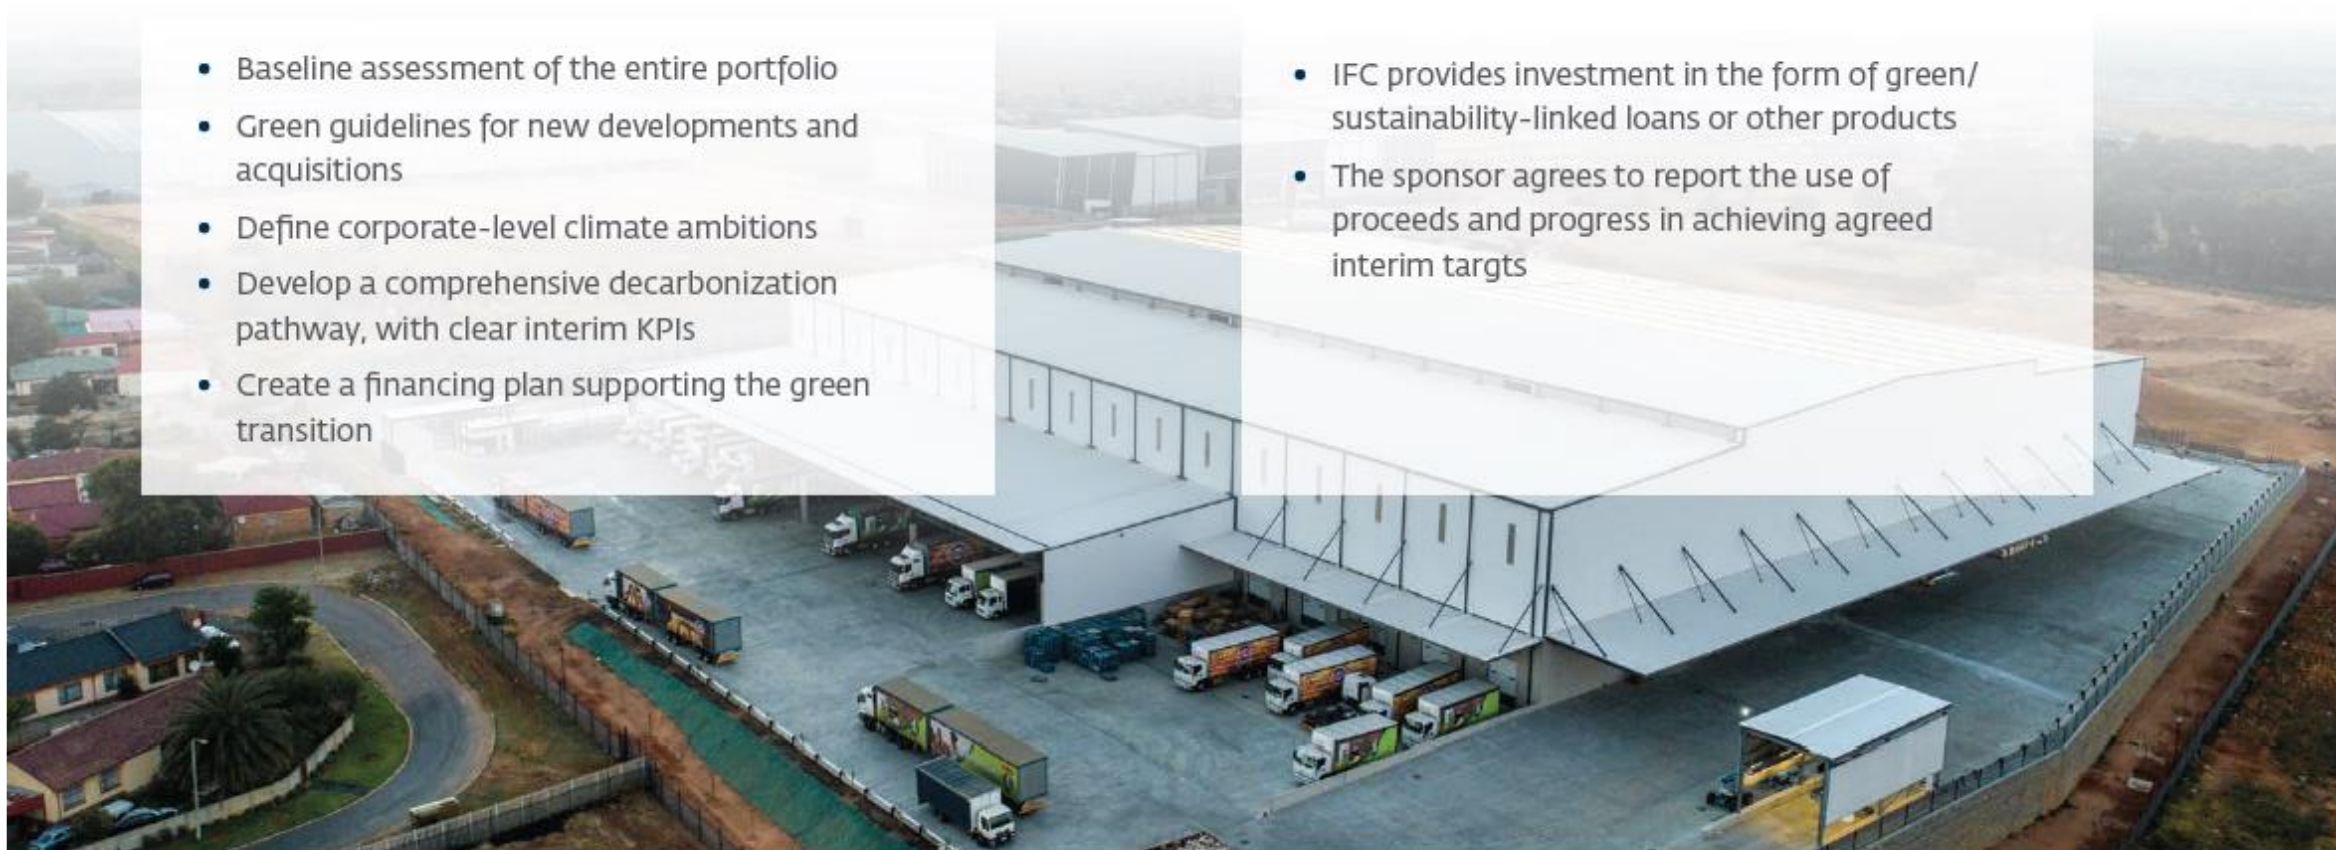 • Baseline assessment of the entire portfolio
• Green guidelines for new developments and
acquisitions
• Define corporate-level climate ambitions
• Develop a comprehensive decarbonization
pathway, with clear interim KPIs
• Create a financing plan supporting the green
transition
• IFC provides investment in the form of green/
sustainability-linked loans or other products
• The sponsor agrees to report the use of
proceeds and progress in achieving agreed
interim targts